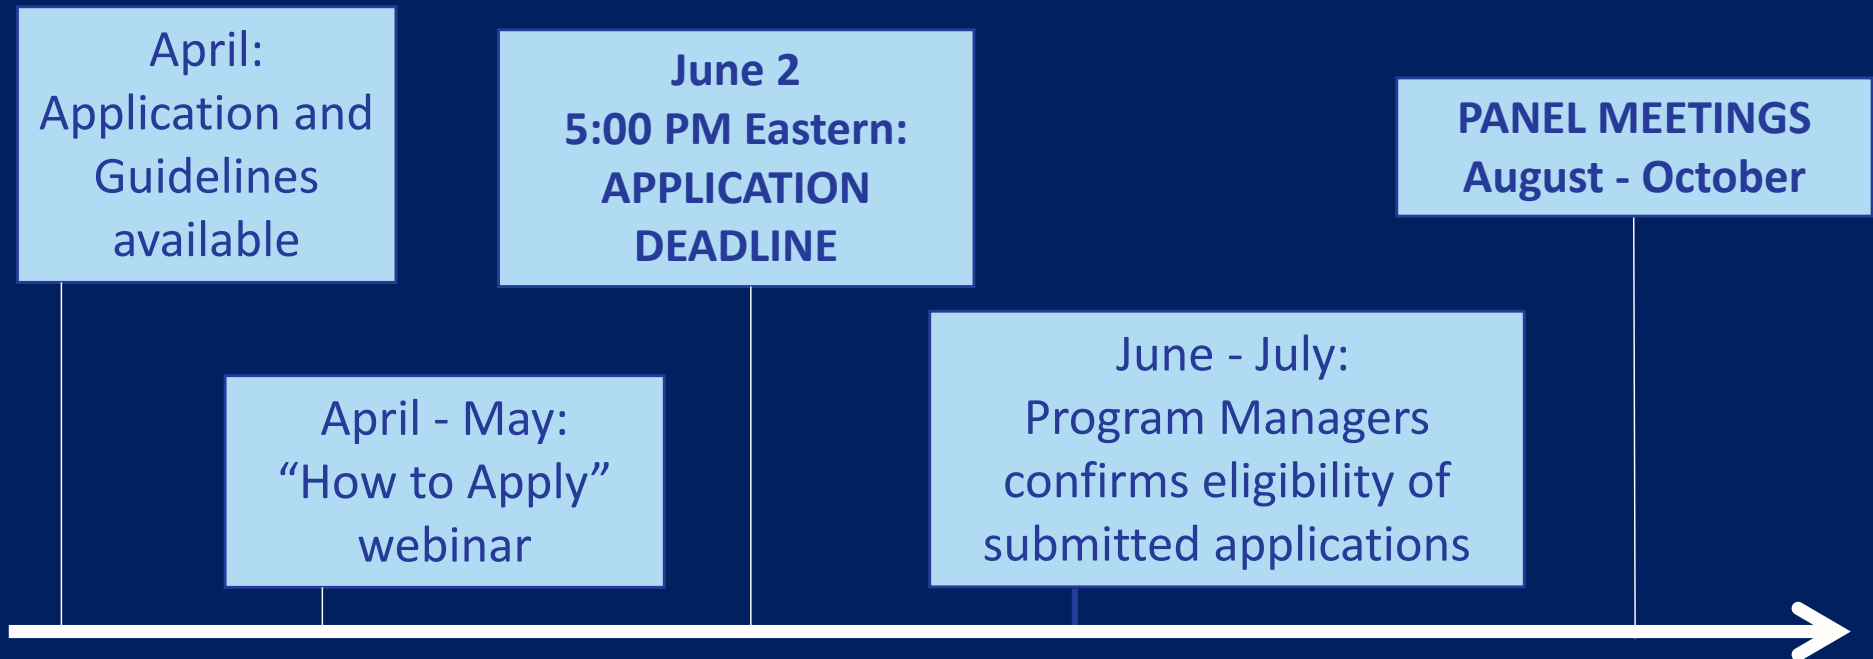 April:
Application and
Guidelines
available
April - May:
“How to Apply”
webinar
June 2
5:00 PM Eastern:
APPLICATION
DEADLINE
June - July:
Program Managers
confirms eligibility of
submitted applications
PANEL MEETINGS
August - October